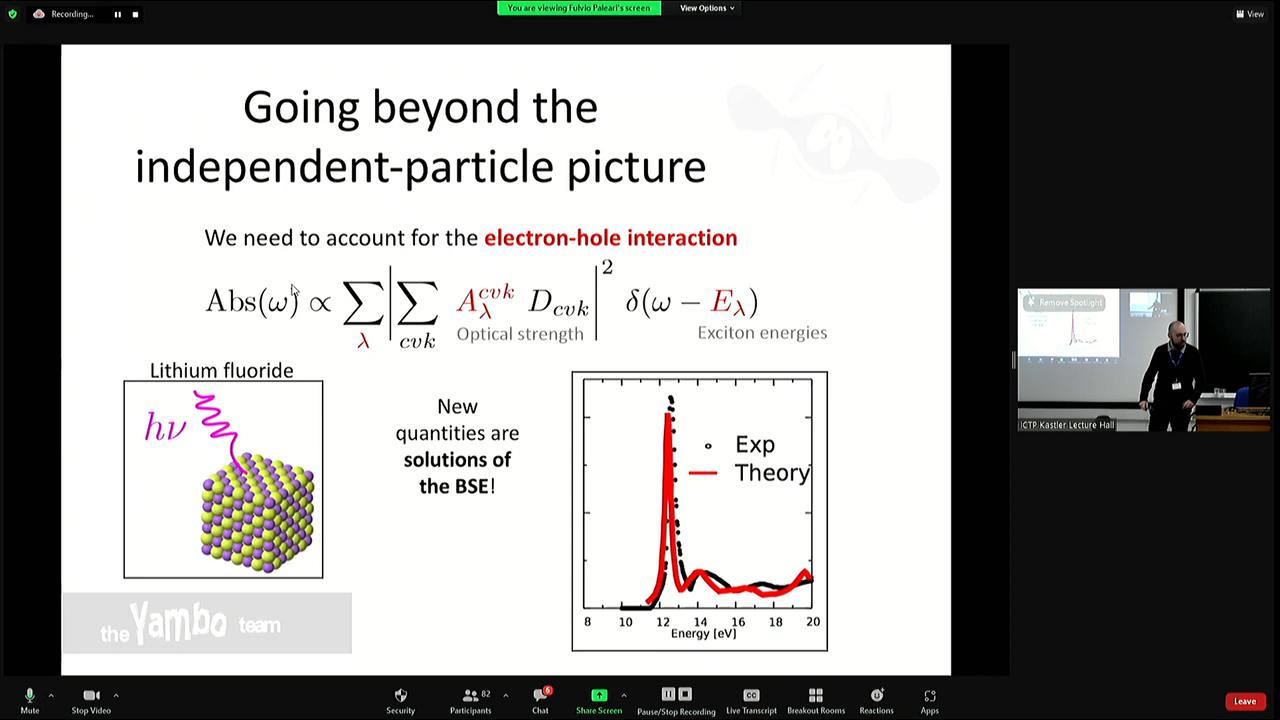 Recording...
You are viewing Fulvio Paleari's screen
View Options
View
Going beyond the
independent-particle picture
We need to account for the electron-hole interaction
Abs(ω) ∝ ∑λ |∑cvk A_λ^cvk D_cvk|² δ(ω − E_λ)
Optical strength
Exciton energies
Lithium fluoride
hν
New
quantities are
solutions of
the BSE!
Exp
Theory
8 10 12 14 16 18 20
Energy [eV]
the Yambo team
Remove Spotlight
ICTP Kastler Lecture Hall
Mute
Stop Video
Security
Participants
82
Chat
6
Share Screen
Pause/Stop Recording
CC
Live Transcript
Breakout Rooms
Reactions
Apps
Leave